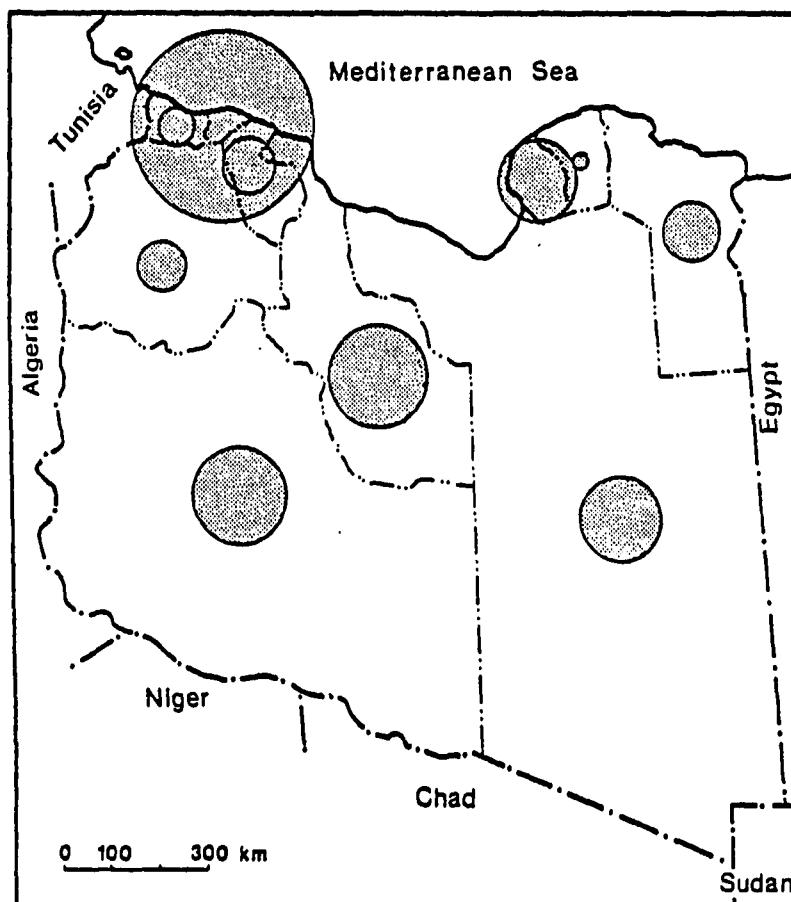 Mediterranean Sea
Tunisia
Algeria
Egypt
Niger
Chad
0 100 300 km
Sudan